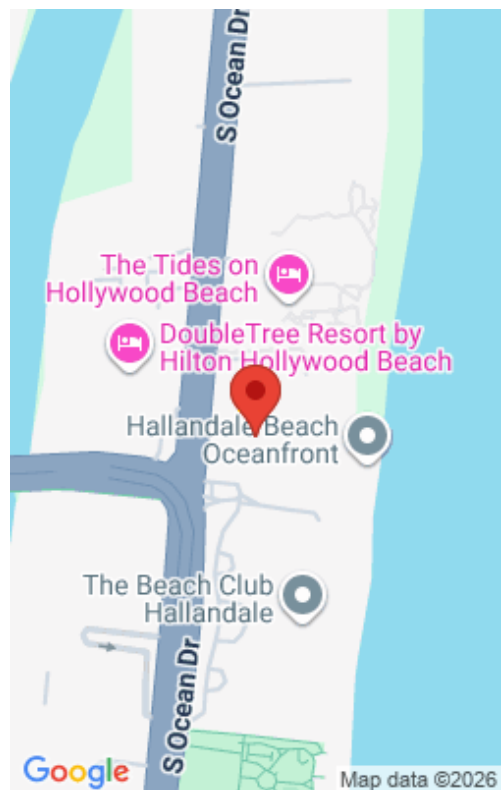 S Ocean Dr
The Tides on
Hollywood Beach
DoubleTree Resort by
Hilton Hollywood Beach
Hallandale Beach
Oceanfront
The Beach Club
Hallandale
S Ocean Dr
Google
Map data ©2026